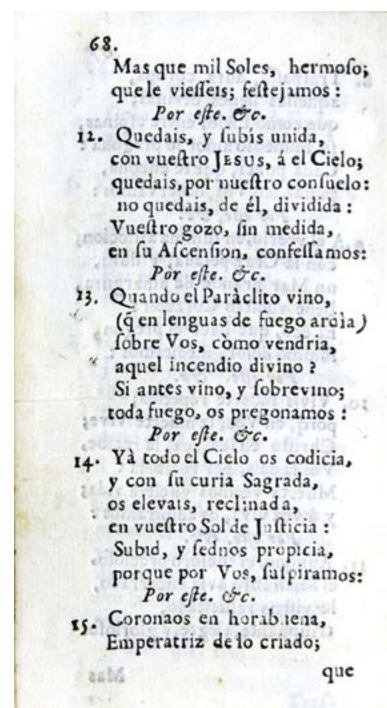 68.
Mas que mil Soles, hermoſo;
que le vieſſeis; feſtejamos :
Por eſte. &c.
12. Quedais, y ſubis unida,
con vueſtro JESUS, á el Cielo;
quedais, por nueſtro conſuelo:
no quedais, de él, dividida :
Vueſtro gozo, ſin medida,
en ſu Aſcenſion, confeſſamos:
Por eſte. &c.
13. Quando el Paràclito vino,
(q̃ en lenguas de fuego ardia)
ſobre Vos, como vendria,
aquel incendio divino ?
Si antes vino, y ſobrevino;
toda fuego, os pregonamos :
Por eſte. &c.
14. Yà todo el Cielo os codicia,
y con ſu curia Sagrada,
os elevais, reclinada,
en vueſtro Sol de Juſticia :
Subid, y ſednos propicia,
porque por Vos, ſuſpiramos:
Por eſte. &c.
15. Coronaos en horabuena,
Emperatriz de lo criado;
que